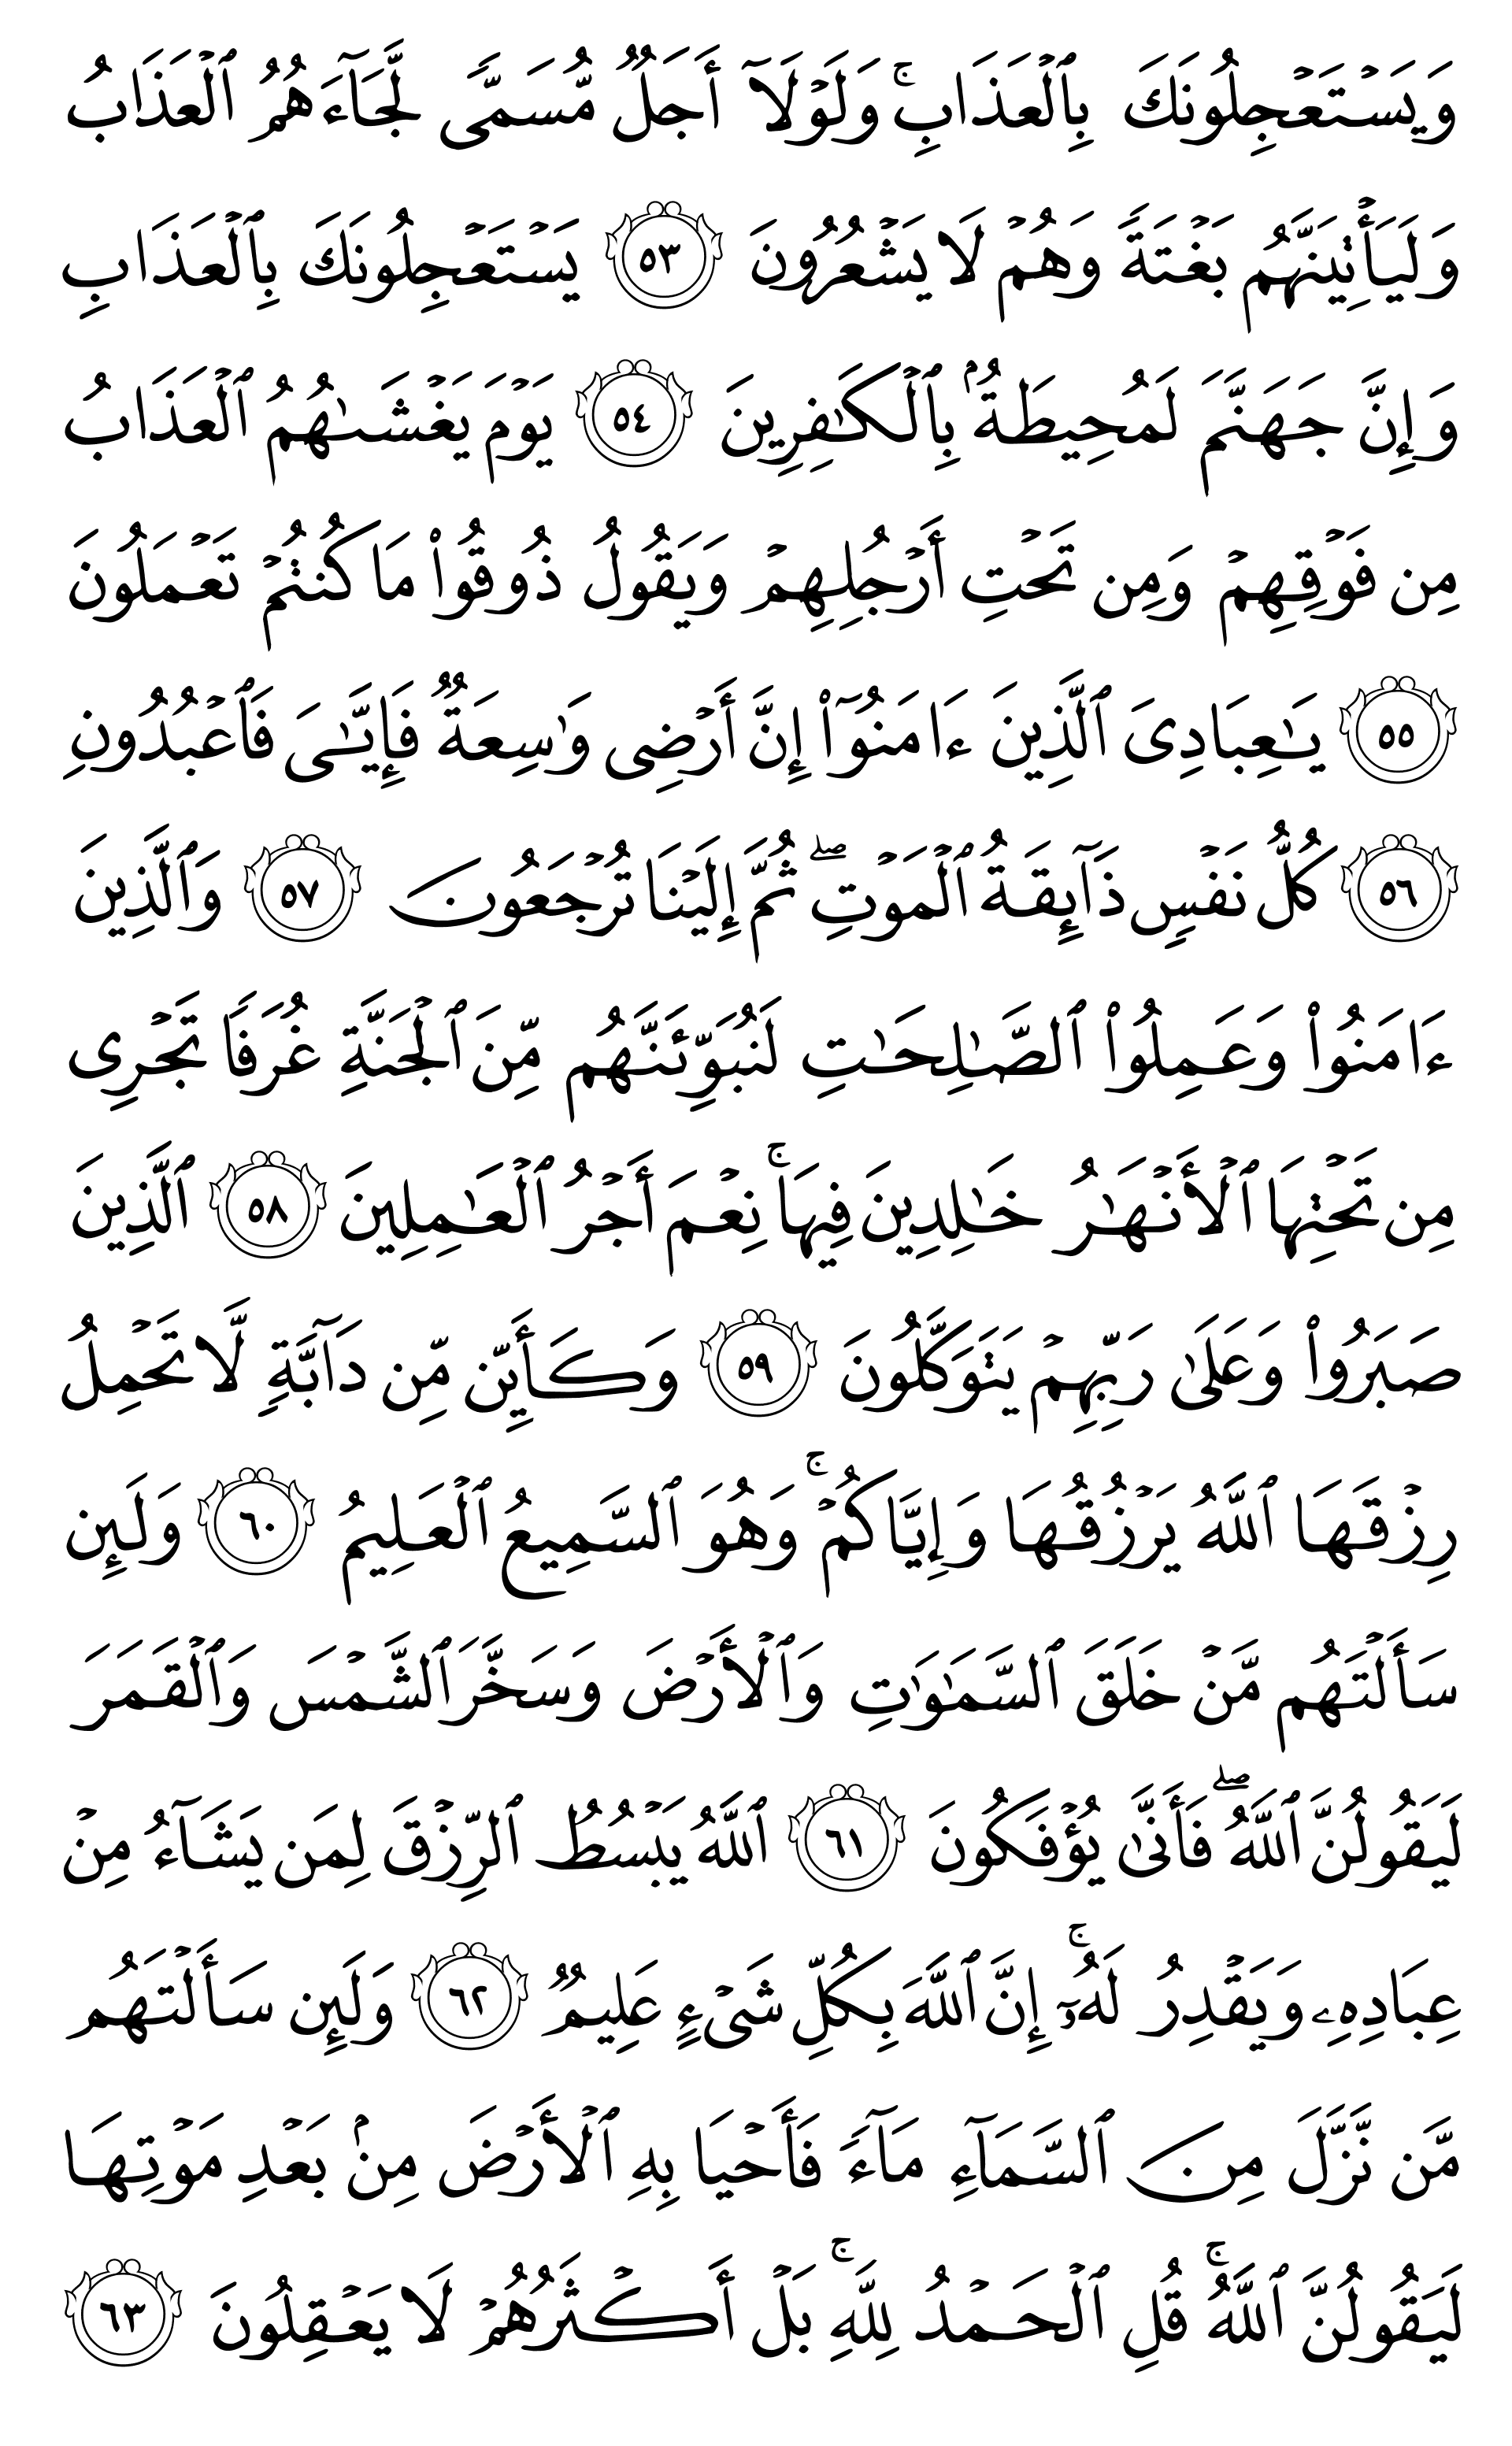 وَيَسۡتَعۡجِلُونَكَ بِٱلۡعَذَابِۚ وَلَوۡلَآ أَجَلٌ مُّسَمًّى لَّجَآءَهُمُ ٱلۡعَذَابُ
وَلَيَأۡتِيَنَّهُم بَغۡتَةً وَهُمۡ لَا يَشۡعُرُونَ ٥٣ يَسۡتَعۡجِلُونَكَ بِٱلۡعَذَابِ
وَإِنَّ جَهَنَّمَ لَمُحِيطَةُۢ بِٱلۡكَٰفِرِينَ ٥٤ يَوۡمَ يَغۡشَىٰهُمُ ٱلۡعَذَابُ
مِن فَوۡقِهِمۡ وَمِن تَحۡتِ أَرۡجُلِهِمۡ وَيَقُولُ ذُوقُوا۟ مَا كُنتُمۡ تَعۡمَلُونَ
٥٥ يَٰعِبَادِىَ ٱلَّذِينَ ءَامَنُوٓا۟ إِنَّ أَرۡضِى وَٰسِعَةٌ فَإِيَّٰىَ فَٱعۡبُدُونِ
٥٦ كُلُّ نَفۡسٍ ذَآئِقَةُ ٱلۡمَوۡتِۖ ثُمَّ إِلَيۡنَا تُرۡجَعُونَ ٥٧ وَٱلَّذِينَ
ءَامَنُوا۟ وَعَمِلُوا۟ ٱلصَّٰلِحَٰتِ لَنُبَوِّئَنَّهُم مِّنَ ٱلۡجَنَّةِ غُرَفًا تَجۡرِى
مِن تَحۡتِهَا ٱلۡأَنۡهَٰرُ خَٰلِدِينَ فِيهَاۚ نِعۡمَ أَجۡرُ ٱلۡعَٰمِلِينَ ٥٨ ٱلَّذِينَ
صَبَرُوا۟ وَعَلَىٰ رَبِّهِمۡ يَتَوَكَّلُونَ ٥٩ وَكَأَيِّن مِّن دَآبَّةٍ لَّا تَحۡمِلُ
رِزۡقَهَا ٱللَّهُ يَرۡزُقُهَا وَإِيَّاكُمۡۚ وَهُوَ ٱلسَّمِيعُ ٱلۡعَلِيمُ ٦٠ وَلَئِن
سَأَلۡتَهُم مَّنۡ خَلَقَ ٱلسَّمَٰوَٰتِ وَٱلۡأَرۡضَ وَسَخَّرَ ٱلشَّمۡسَ وَٱلۡقَمَرَ
لَيَقُولُنَّ ٱللَّهُۖ فَأَنَّىٰ يُؤۡفَكُونَ ٦١ ٱللَّهُ يَبۡسُطُ ٱلرِّزۡقَ لِمَن يَشَآءُ مِنۡ
عِبَادِهِۦ وَيَقۡدِرُ لَهُۥٓۚ إِنَّ ٱللَّهَ بِكُلِّ شَىۡءٍ عَلِيمٌ ٦٢ وَلَئِن سَأَلۡتَهُم
مَّن نَّزَّلَ مِنَ ٱلسَّمَآءِ مَآءً فَأَحۡيَا بِهِ ٱلۡأَرۡضَ مِنۢ بَعۡدِ مَوۡتِهَا
لَيَقُولُنَّ ٱللَّهُۚ قُلِ ٱلۡحَمۡدُ لِلَّهِۚ بَلۡ أَكۡثَرُهُمۡ لَا يَعۡقِلُونَ ٦٣